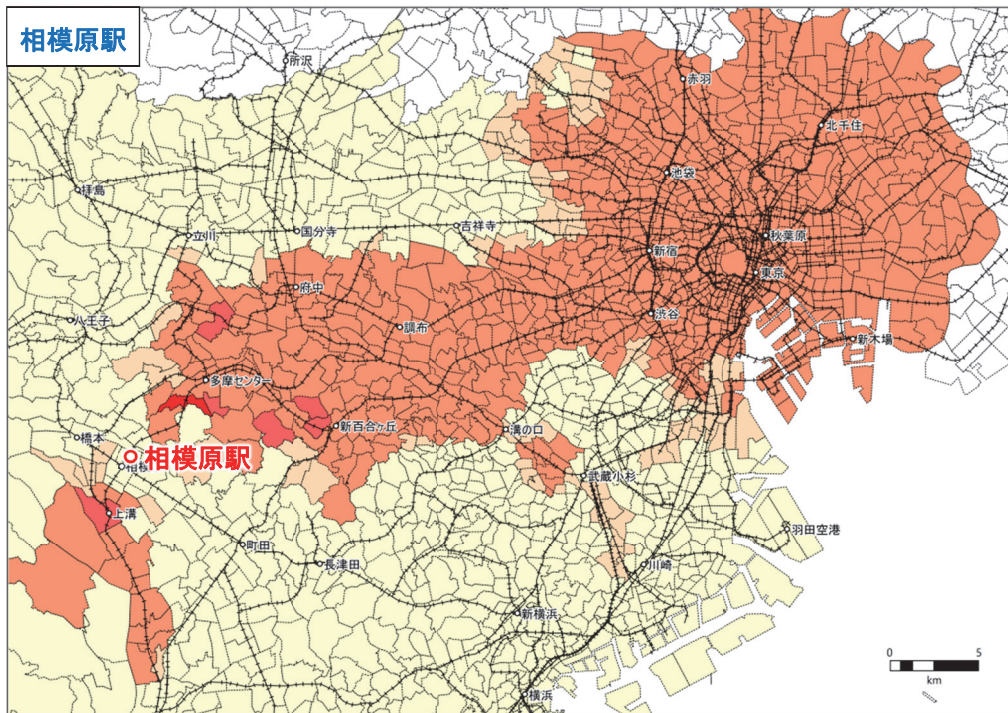 相模原駅
所沢
赤羽
北千住
池袋
拝島
秋葉原
吉祥寺
国分寺
立川
新宿
東京
府中
渋谷
八王子
調布
新木場
多摩センター
新百合ヶ丘
溝の口
橋本
相模原駅
相模
武蔵小杉
上溝
羽田空港
町田
長津田
川崎
新横浜
0 5
km
横浜